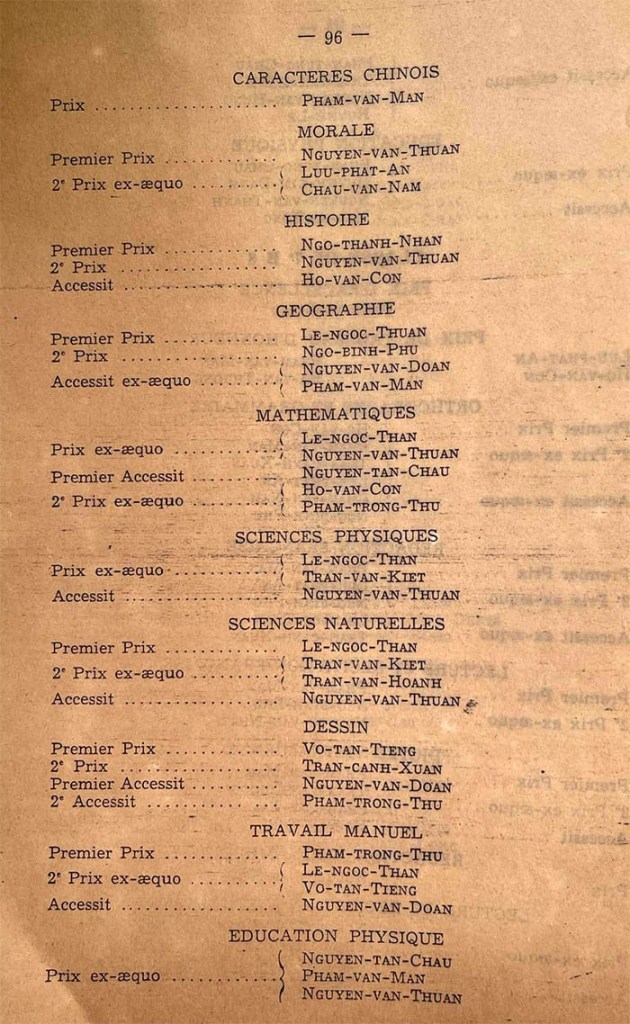 — 96 —
CARACTERES CHINOIS
Prix .................... PHAM-VAN-MAN
MORALE
Premier Prix ............ NGUYEN-VAN-THUAN
2e Prix ex-æquo .......... { LUU-PHAT-AN
CHAU-VAN-NAM
HISTOIRE
Premier Prix ............ NGO-THANH-NHAN
2e Prix ................. NGUYEN-VAN-THUAN
Accessit ................ HO-VAN-CON
GEOGRAPHIE
Premier Prix ............ LE-NGOC-THUAN
2e Prix ................. NGO-BINH-PHU
Accessit ex-æquo ......... { NGUYEN-VAN-DOAN
PHAM-VAN-MAN
MATHEMATIQUES
Prix ex-æquo ............ { LE-NGOC-THAN
NGUYEN-VAN-THUAN
Premier Accessit ........ NGUYEN-TAN-CHAU
2e Prix ex-æquo .......... { HO-VAN-CON
PHAM-TRONG-THU
SCIENCES PHYSIQUES
Prix ex-æquo ............ { LE-NGOC-THAN
TRAN-VAN-KIET
Accessit ................ NGUYEN-VAN-THUAN
SCIENCES NATURELLES
Premier Prix ............ LE-NGOC-THAN
2e Prix ex-æquo .......... { TRAN-VAN-KIET
TRAN-VAN-HOANH
Accessit ................ NGUYEN-VAN-THUAN
DESSIN
Premier Prix ............ VO-TAN-TIENG
2e Prix ................. TRAN-CANH-XUAN
Premier Accessit ........ NGUYEN-VAN-DOAN
2e Accessit ............. PHAM-TRONG-THU
TRAVAIL MANUEL
Premier Prix ............ PHAM-TRONG-THU
2e Prix ex-æquo .......... { LE-NGOC-THAN
VO-TAN-TIENG
Accessit ................ NGUYEN-VAN-DOAN
EDUCATION PHYSIQUE
Prix ex-æquo ............ { NGUYEN-TAN-CHAU
PHAM-VAN-MAN
NGUYEN-VAN-THUAN